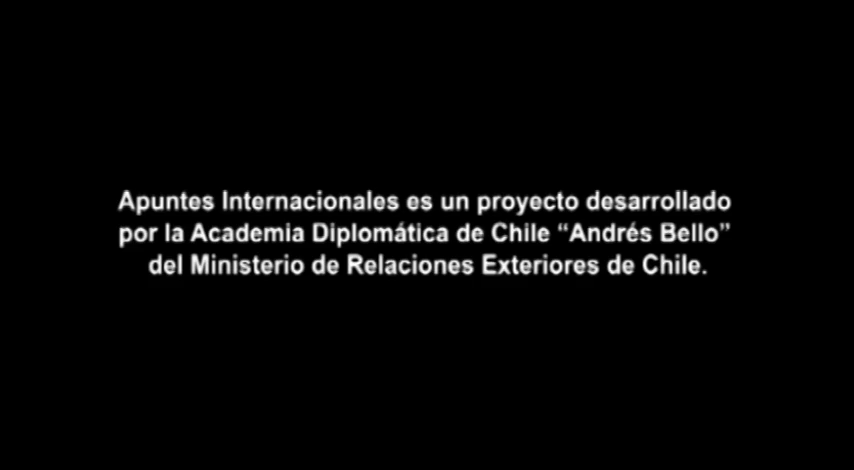 Apuntes Internacionales es un proyecto desarrollado
por la Academia Diplomática de Chile “Andrés Bello”
del Ministerio de Relaciones Exteriores de Chile.